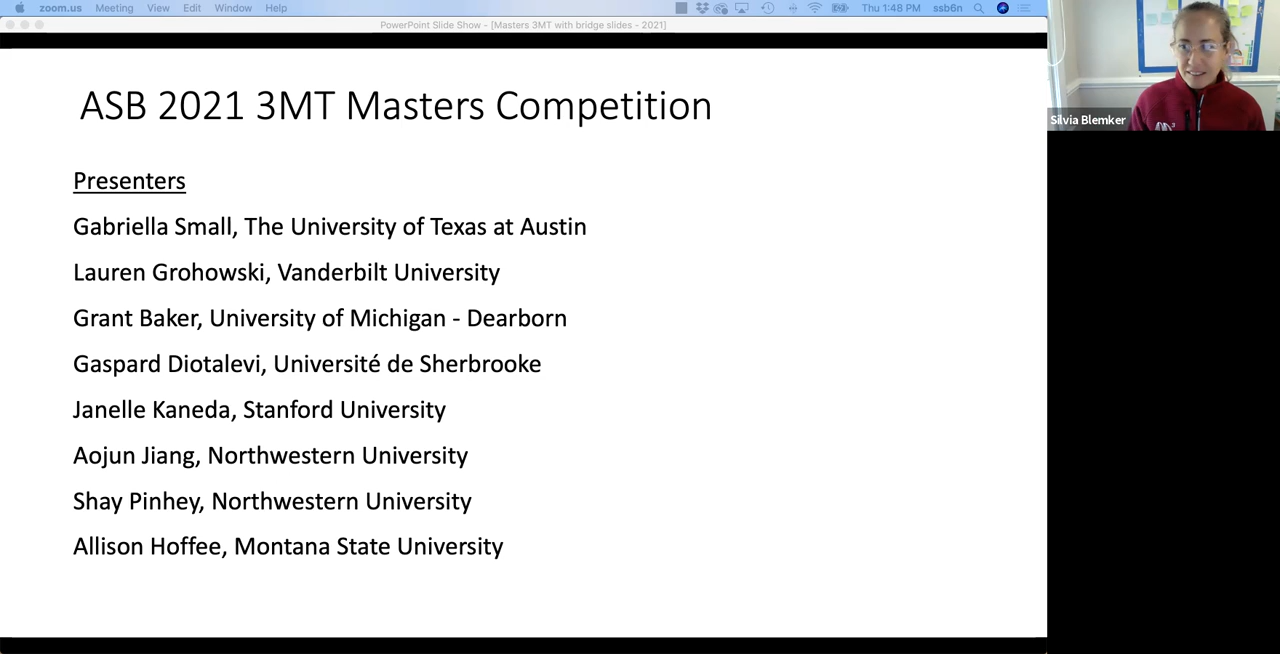 zoom.us Meeting View Edit Window Help Thu 1:48 PM ssb6n
PowerPoint Slide Show - [Masters 3MT with bridge slides - 2021]
ASB 2021 3MT Masters Competition
Presenters
Gabriella Small, The University of Texas at Austin
Lauren Grohowski, Vanderbilt University
Grant Baker, University of Michigan - Dearborn
Gaspard Diotalevi, Université de Sherbrooke
Janelle Kaneda, Stanford University
Aojun Jiang, Northwestern University
Shay Pinhey, Northwestern University
Allison Hoffee, Montana State University
Silvia Blemker